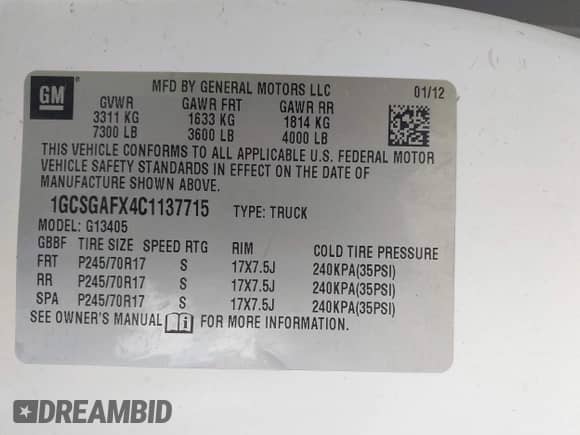 GM
MFD BY GENERAL MOTORS LLC 01/12
GVWR GAWR FRT GAWR RR
3311 KG 1633 KG 1814 KG
7300 LB 3600 LB 4000 LB
THIS VEHICLE CONFORMS TO ALL APPLICABLE U.S. FEDERAL MOTOR
VEHICLE SAFETY STANDARDS IN EFFECT ON THE DATE OF
MANUFACTURE SHOWN ABOVE.
1GCSGAFX4C1137715 TYPE: TRUCK
MODEL: G13405
GBBF TIRE SIZE SPEED RTG RIM COLD TIRE PRESSURE
FRT P245/70R17 S 17X7.5J 240KPA(35PSI)
RR P245/70R17 S 17X7.5J 240KPA(35PSI)
SPA P245/70R17 S 17X7.5J 240KPA(35PSI)
SEE OWNER'S MANUAL FOR MORE INFORMATION.
DREAMBID